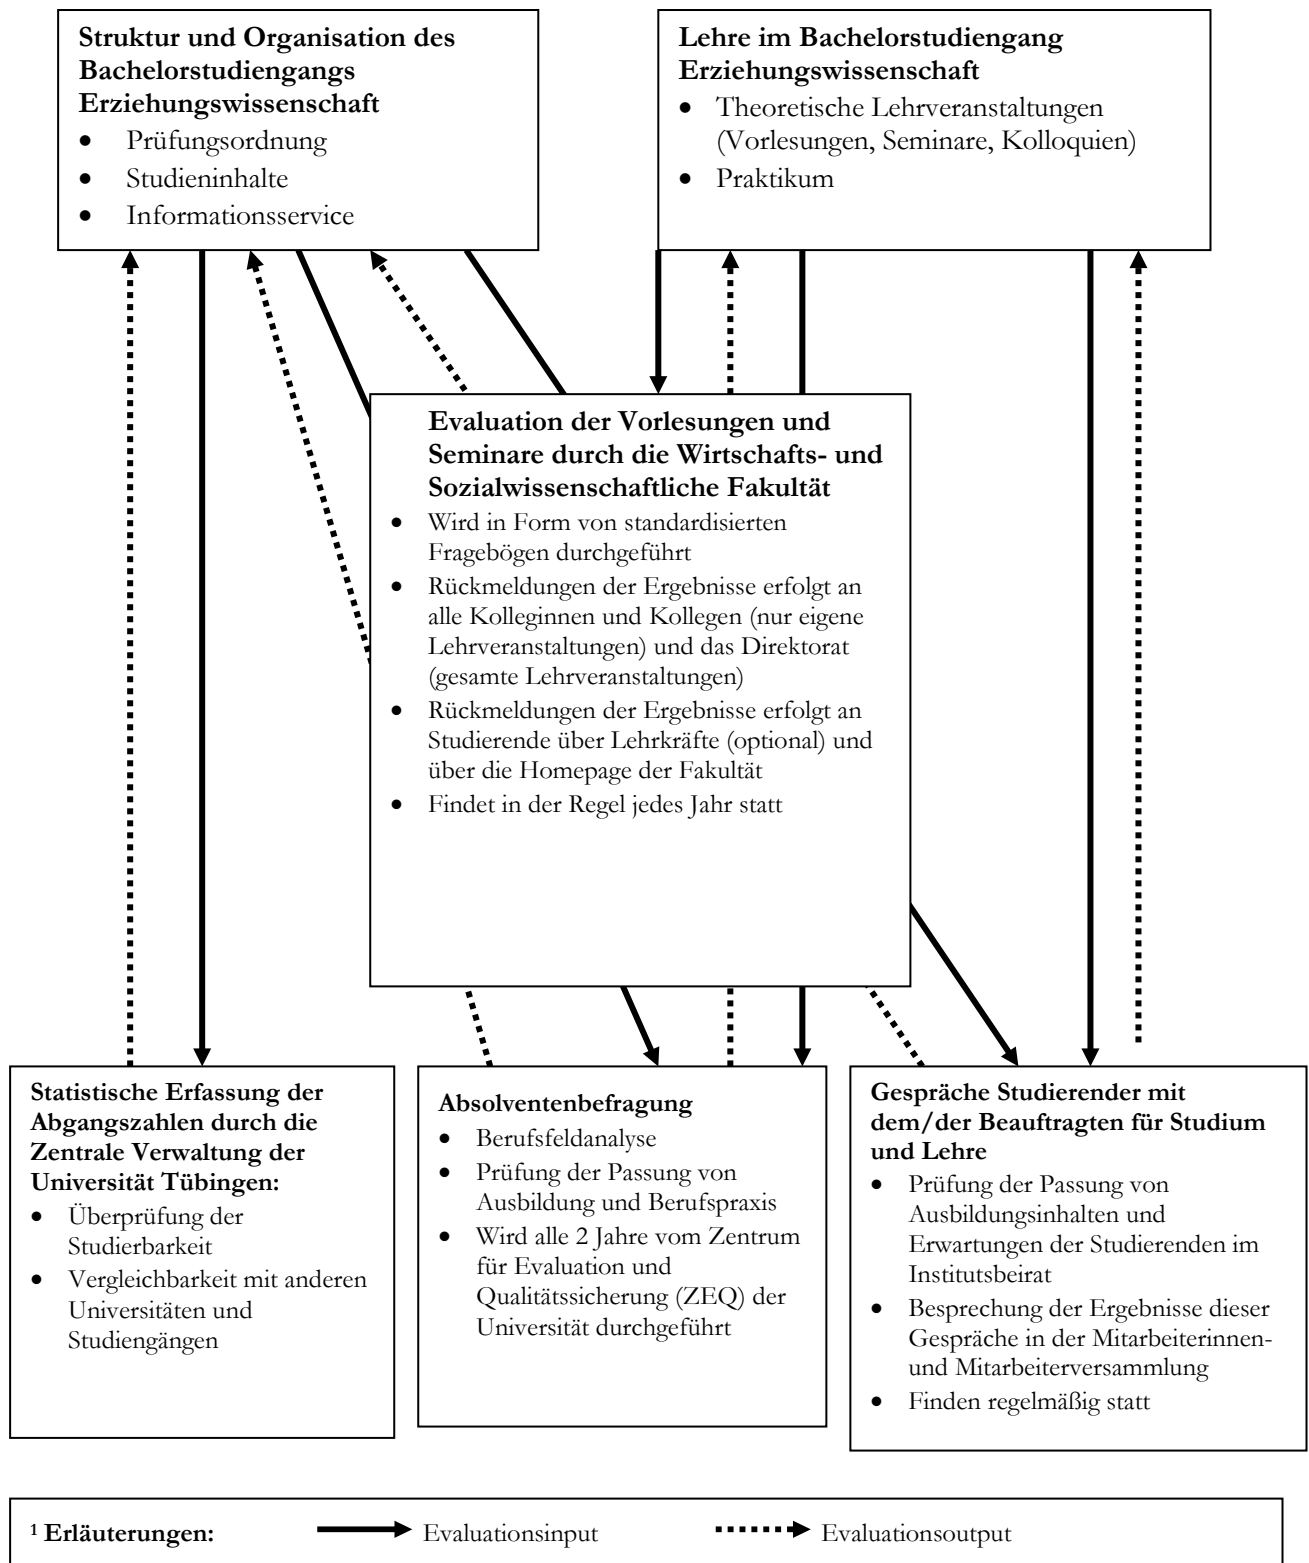 Struktur und Organisation des
Bachelorstudiengangs
Erziehungswissenschaft
• Prüfungsordnung
• Studieninhalte
• Informationsservice
Lehre im Bachelorstudiengang
Erziehungswissenschaft
• Theoretische Lehrveranstaltungen
(Vorlesungen, Seminare, Kolloquien)
• Praktikum
Evaluation der Vorlesungen und
Seminare durch die Wirtschafts- und
Sozialwissenschaftliche Fakultät
• Wird in Form von standardisierten
Fragebögen durchgeführt
• Rückmeldungen der Ergebnisse erfolgt an
alle Kolleginnen und Kollegen (nur eigene
Lehrveranstaltungen) und das Direktorat
(gesamte Lehrveranstaltungen)
• Rückmeldungen der Ergebnisse erfolgt an
Studierende über Lehrkräfte (optional) und
über die Homepage der Fakultät
• Findet in der Regel jedes Jahr statt
Statistische Erfassung der
Abgangszahlen durch die
Zentrale Verwaltung der
Universität Tübingen:
• Überprüfung der
Studierbarkeit
• Vergleichbarkeit mit anderen
Universitäten und
Studiengängen
Absolventenbefragung
• Berufsfeldanalyse
• Prüfung der Passung von
Ausbildung und Berufspraxis
• Wird alle 2 Jahre vom Zentrum
für Evaluation und
Qualitätssicherung (ZEQ) der
Universität durchgeführt
Gespräche Studierender mit
dem/der Beauftragten für Studium
und Lehre
• Prüfung der Passung von
Ausbildungsinhalten und
Erwartungen der Studierenden im
Institutsbeirat
• Besprechung der Ergebnisse dieser
Gespräche in der Mitarbeiterinnen-
und Mitarbeiterversammlung
• Finden regelmäßig statt
¹ Erläuterungen: Evaluationsinput Evaluationsoutput